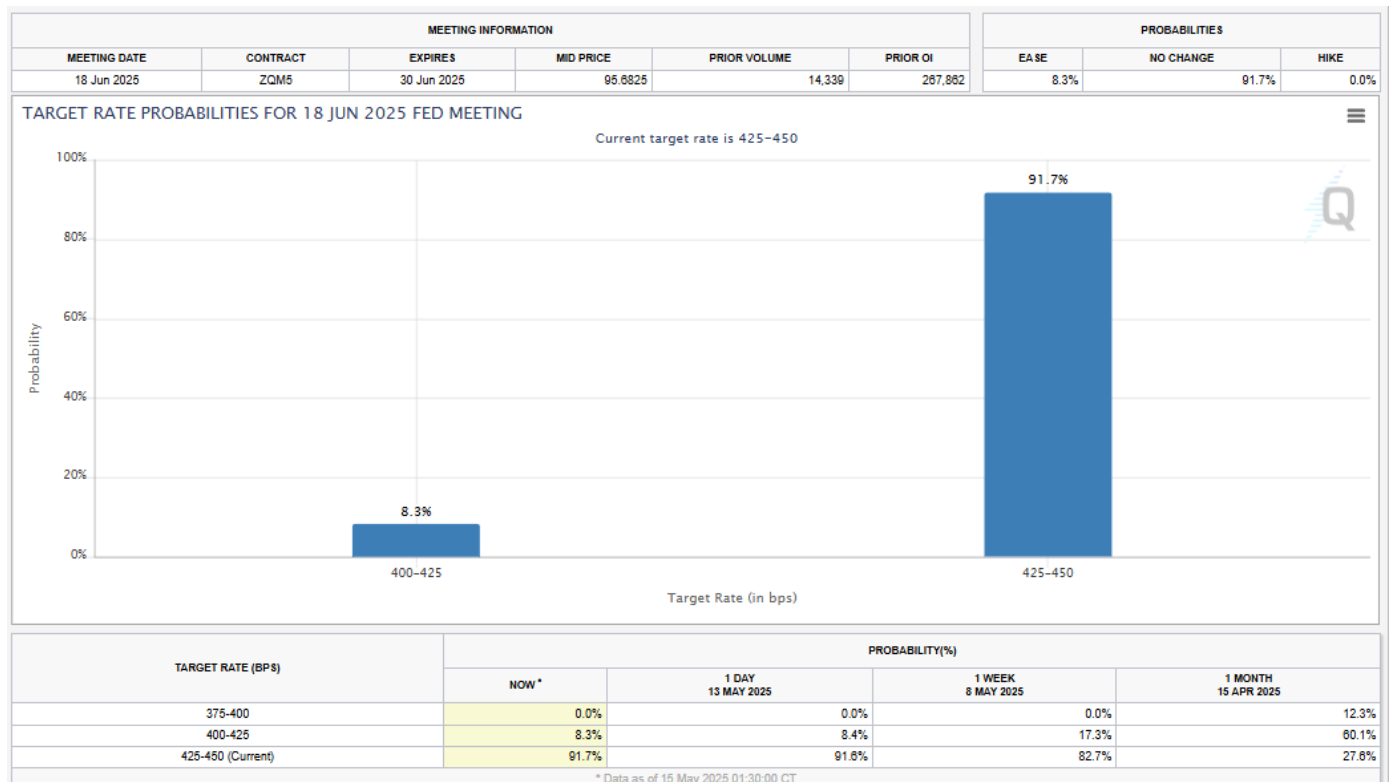 MEETING INFORMATION
PROBABILITIES
MEETING DATE CONTRACT EXPIRES MID PRICE PRIOR VOLUME PRIOR OI EASE NO CHANGE HIKE
18 Jun 2025 ZQM5 30 Jun 2025 95.6825 14,339 267,862 8.3% 91.7% 0.0%
TARGET RATE PROBABILITIES FOR 18 JUN 2025 FED MEETING
Current target rate is 425-450
100%
80%
60%
40%
20%
0%
Probability
8.3%
91.7%
Q
400-425 425-450
Target Rate (in bps)
TARGET RATE (BPS)
PROBABILITY(%)
NOW *
1 DAY
13 MAY 2025
1 WEEK
8 MAY 2025
1 MONTH
15 APR 2025
375-400 0.0% 0.0% 0.0% 12.3%
400-425 8.3% 8.4% 17.3% 60.1%
425-450 (Current) 91.7% 91.6% 82.7% 27.6%
* Data as of 15 May 2025 01:30:00 CT